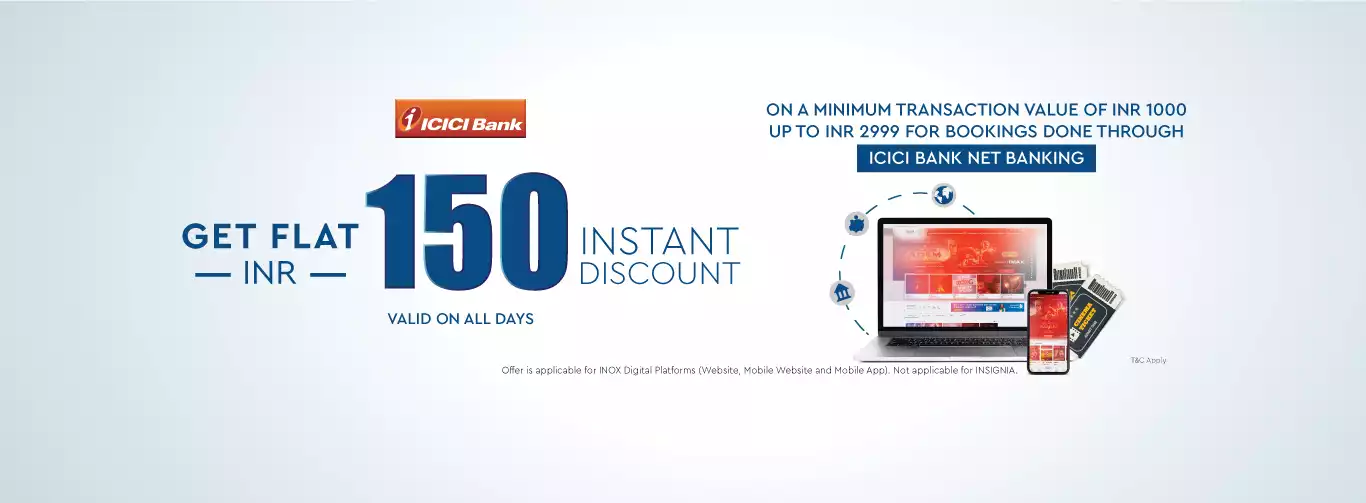 ICICI Bank
GET FLAT
INR
150
INSTANT
DISCOUNT
VALID ON ALL DAYS
ON A MINIMUM TRANSACTION VALUE OF INR 1000
UP TO INR 2999 FOR BOOKINGS DONE THROUGH
ICICI BANK NET BANKING
CINEMA
TICKET
T&C Apply
Offer is applicable for INOX Digital Platforms (Website, Mobile Website and Mobile App). Not applicable for INSIGNIA.